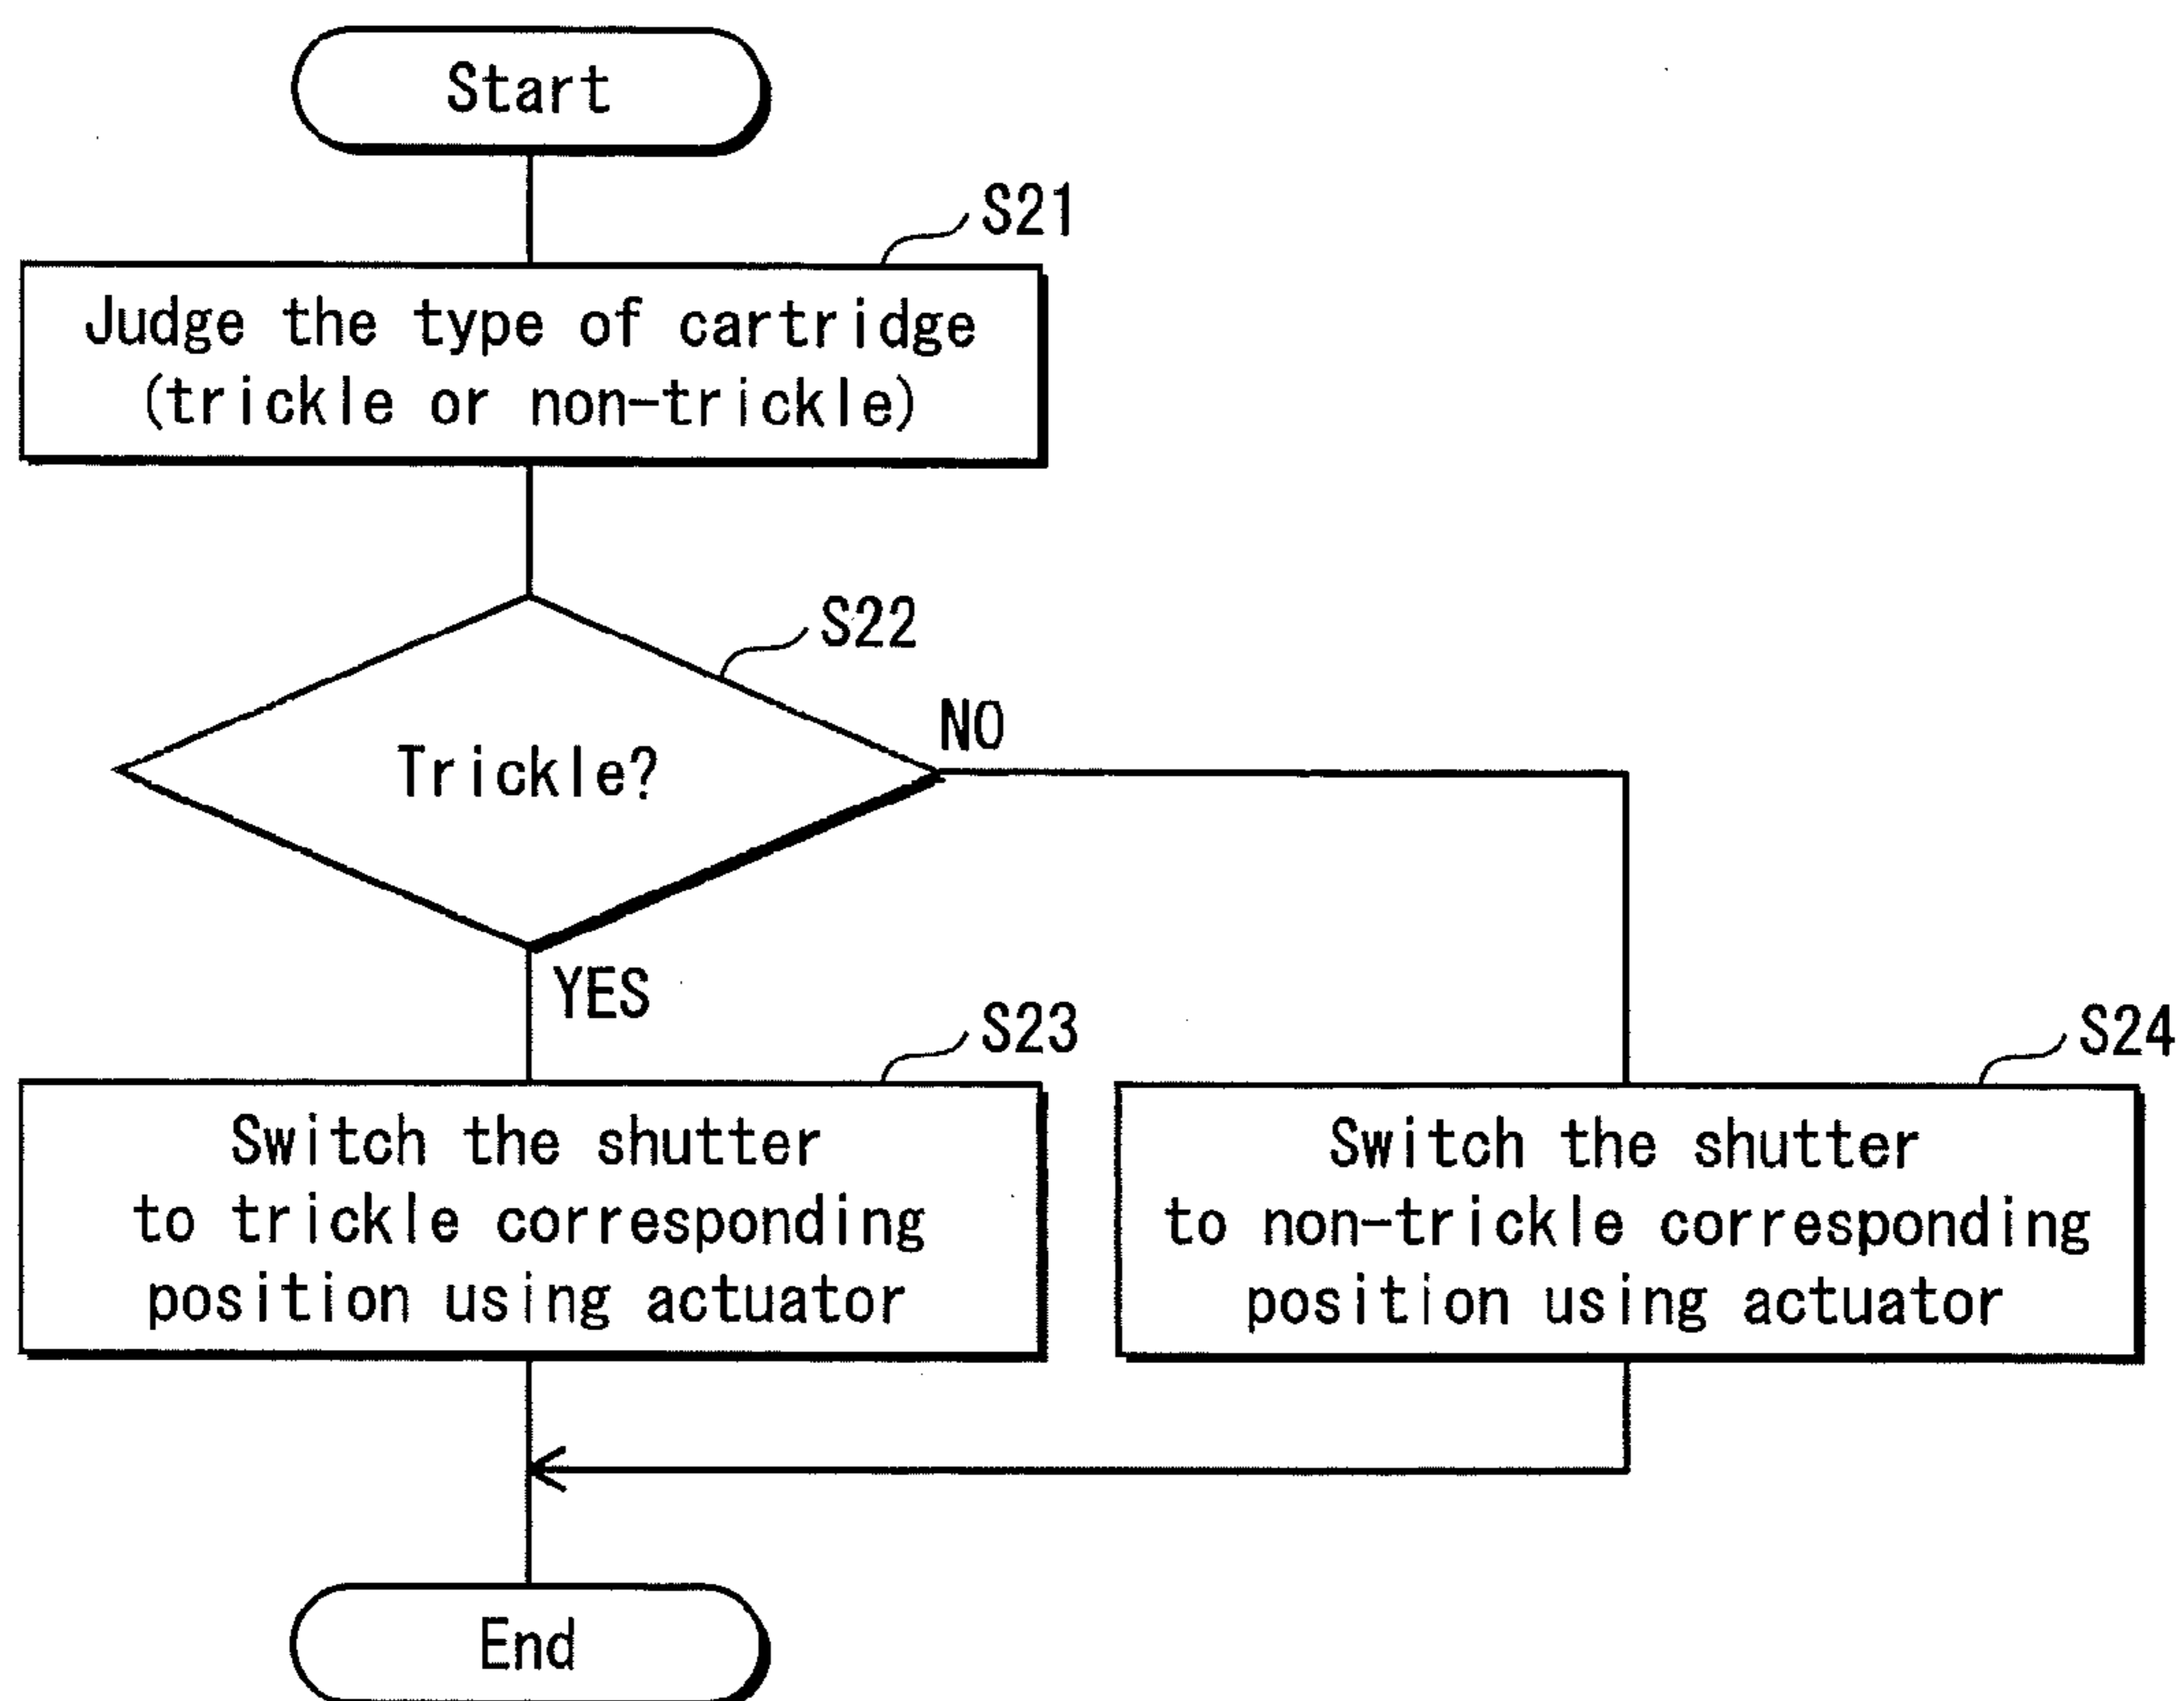 Start
S21
Judge the type of cartridge
(trickle or non-trickle)
S22
Trickle?
NO
YES
S23
Switch the shutter
to trickle corresponding
position using actuator
S24
Switch the shutter
to non-trickle corresponding
position using actuator
End